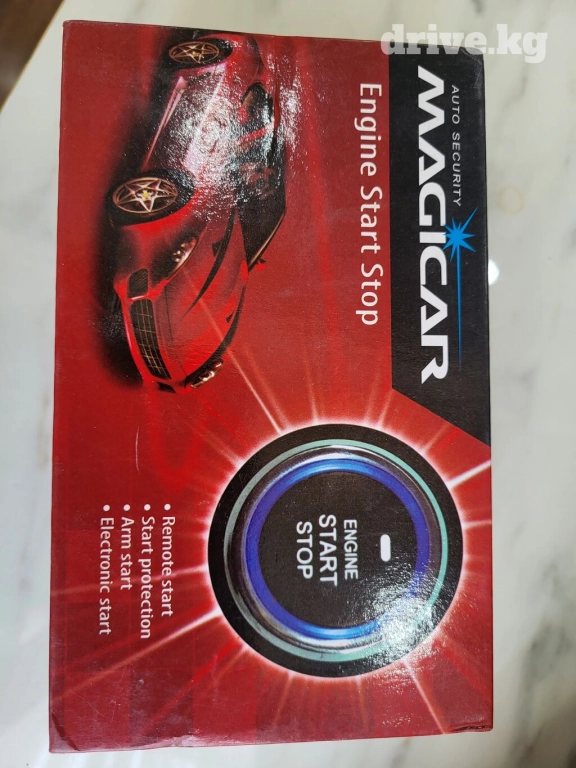 drive.kg
AUTO SECURITY
MAGICAR
Engine Start Stop
ENGINE
START
STOP
• Remote start
• Start protection
• Arm start
• Electronic start